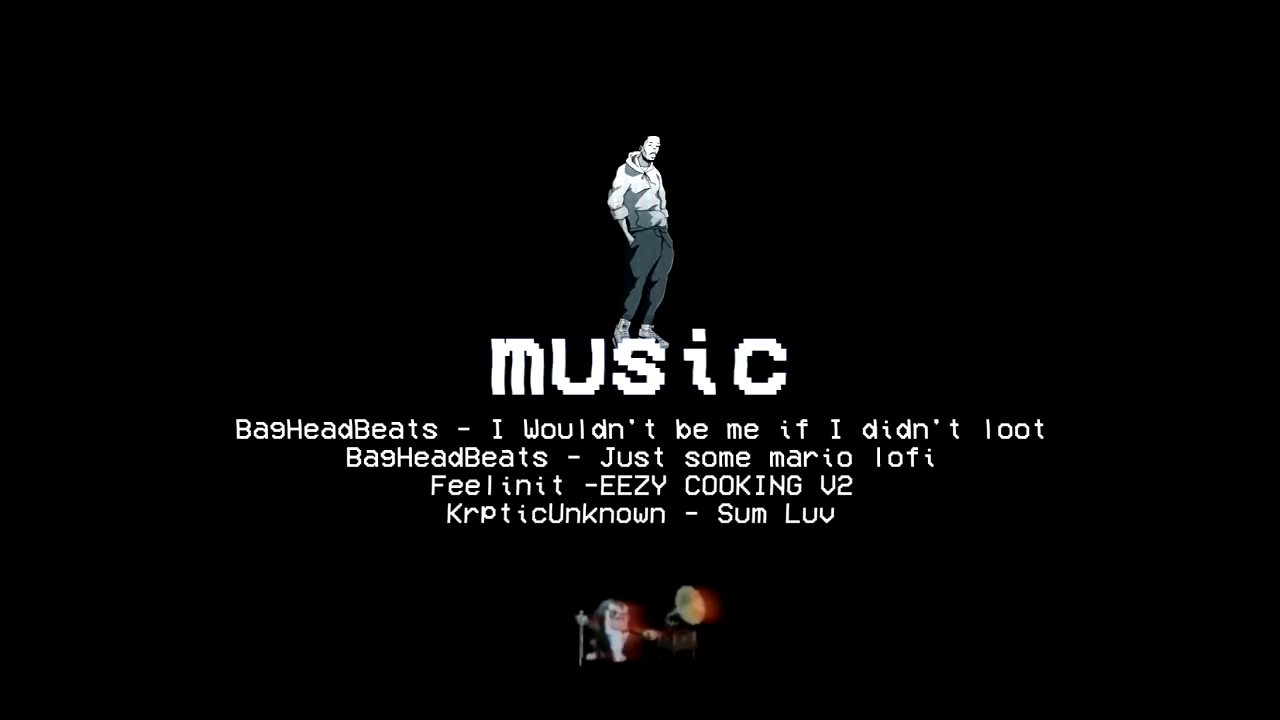 music
BagHeadBeats - I Wouldn't be me if I didn't loot
BagHeadBeats - Just some mario lofi
Feelinit -EEZY COOKING V2
KrpticUnknown - Sum Luv